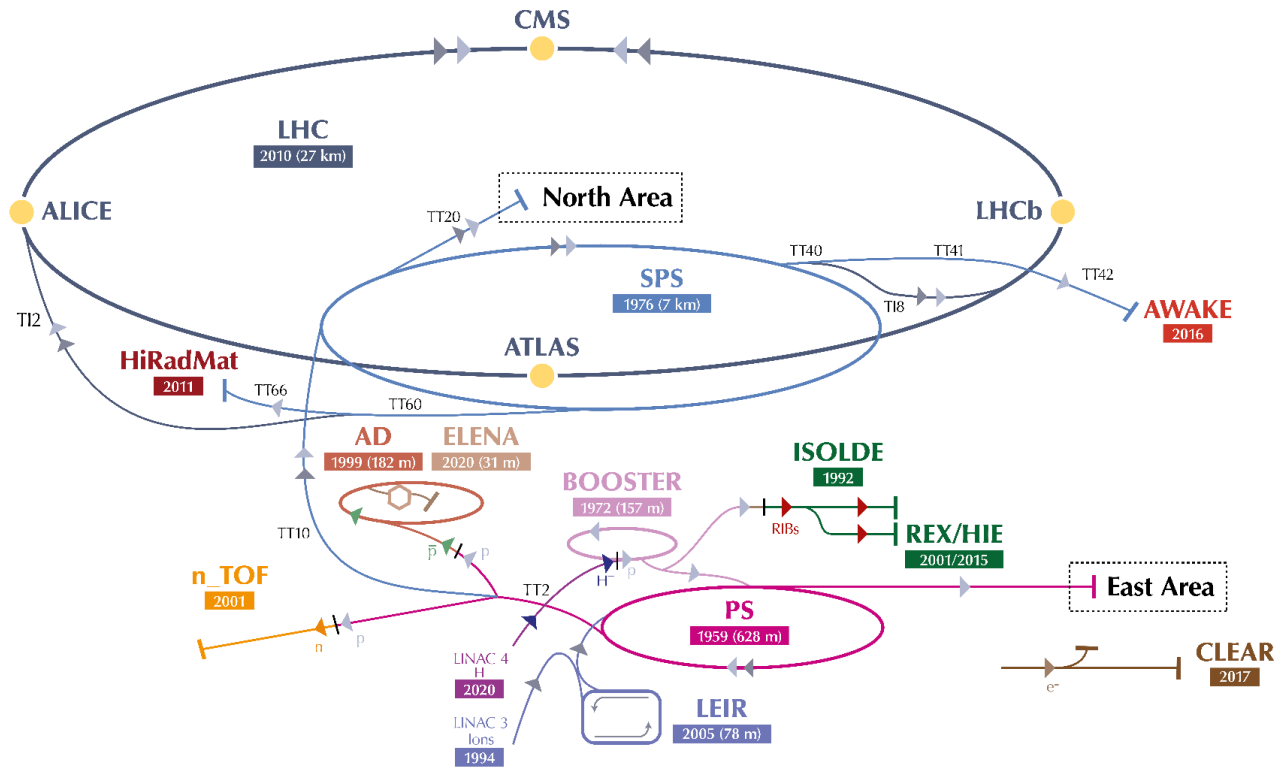 CMS
LHC
2010 (27 km)
North Area
ALICE
TT20
LHCb
TT40
TT41
TT42
SPS
1976 (7 km)
TI8
AWAKE
2016
TI2
ATLAS
HiRadMat
2011
TT66
TT60
AD
1999 (182 m)
ELENA
2020 (31 m)
ISOLDE
1992
BOOSTER
1972 (157 m)
RIBs
REX/HIE
2001/2015
TT10
p̅
p
H⁻
p
n_TOF
2001
TT2
East Area
PS
1959 (628 m)
n
p
LINAC 4
H
2020
CLEAR
2017
e⁻
LEIR
2005 (78 m)
LINAC 3
Ions
1994